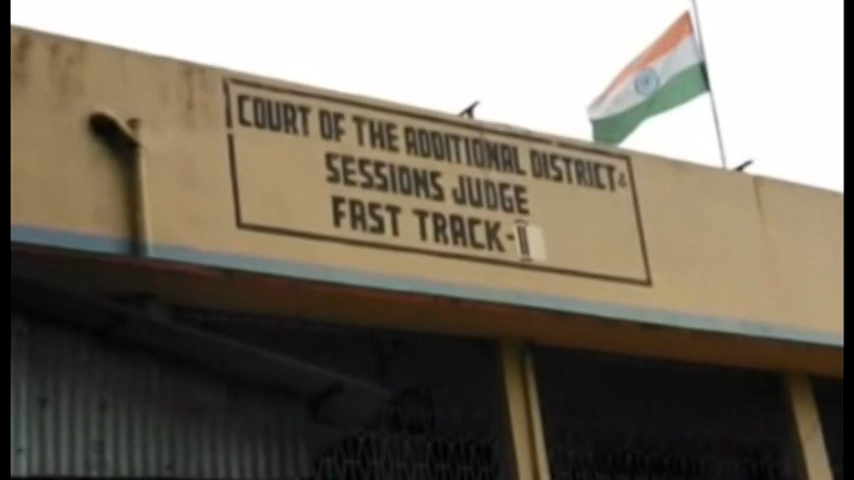 COURT OF THE ADDITIONAL DISTRICT &
SESSIONS JUDGE
FAST TRACK-I